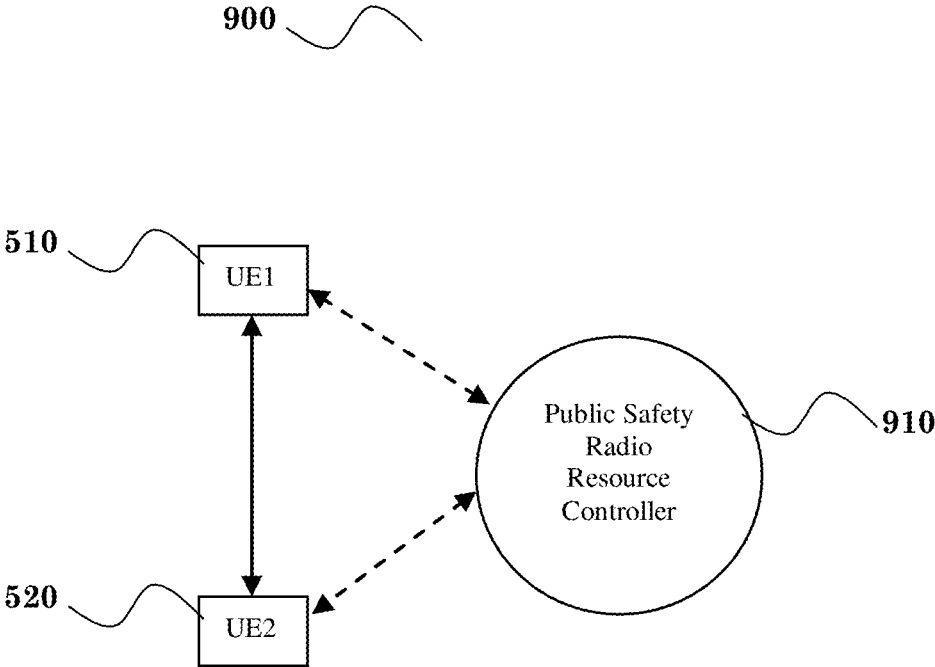 900
510
UE1
Public Safety
Radio
Resource
Controller
910
520
UE2